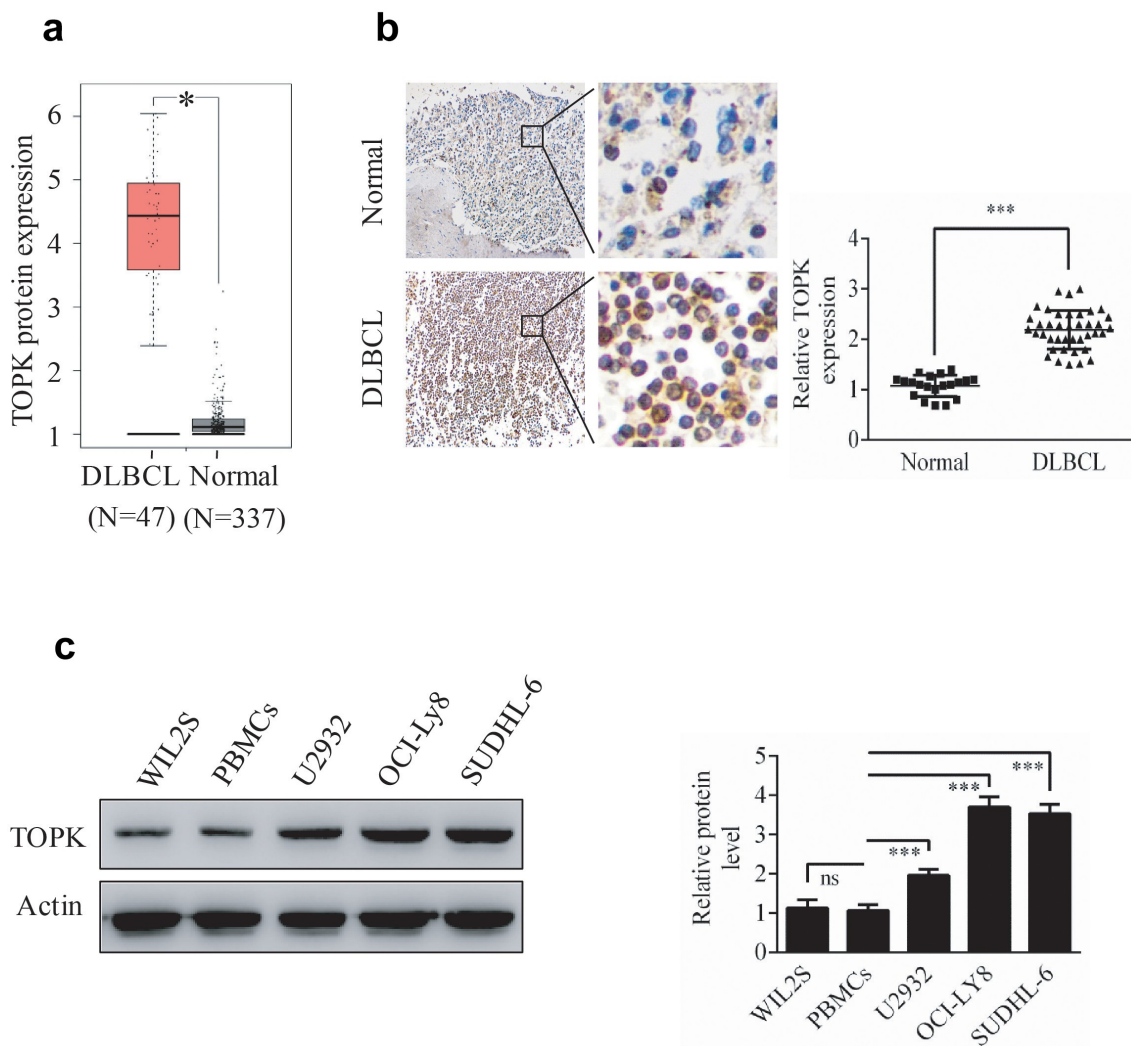 a
*
6
5
4
3
2
1
TOPK protein expression
DLBCL Normal
(N=47) (N=337)
b
Normal
DLBCL
***
4
3
2
1
0
Relative TOPK
expression
Normal DLBCL
c
WIL2S PBMCs U2932 OCI-Ly8 SUDHL-6
TOPK
Actin
5
4
3
2
1
0
Relative protein
level
ns
***
***
***
WIL2S PBMCs U2932 OCI-LY8 SUDHL-6